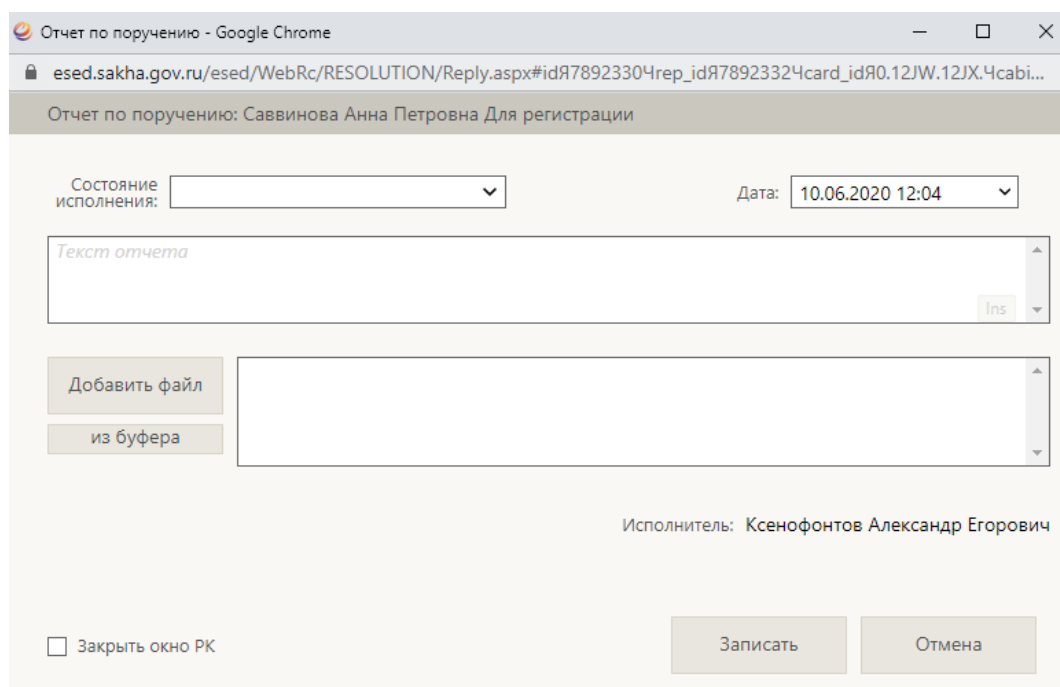 Отчет по поручению - Google Chrome
esed.sakha.gov.ru/esed/WebRc/RESOLUTION/Reply.aspx#idЯ7892330Чrep_idЯ7892332Чcard_idЯ0.12JW.12JX.Чcabi...
Отчет по поручению: Саввинова Анна Петровна Для регистрации
Состояние
исполнения:
Дата: 10.06.2020 12:04
Текст отчета
Ins
Добавить файл
из буфера
Исполнитель: Ксенофонтов Александр Егорович
Закрыть окно РК
Записать
Отмена